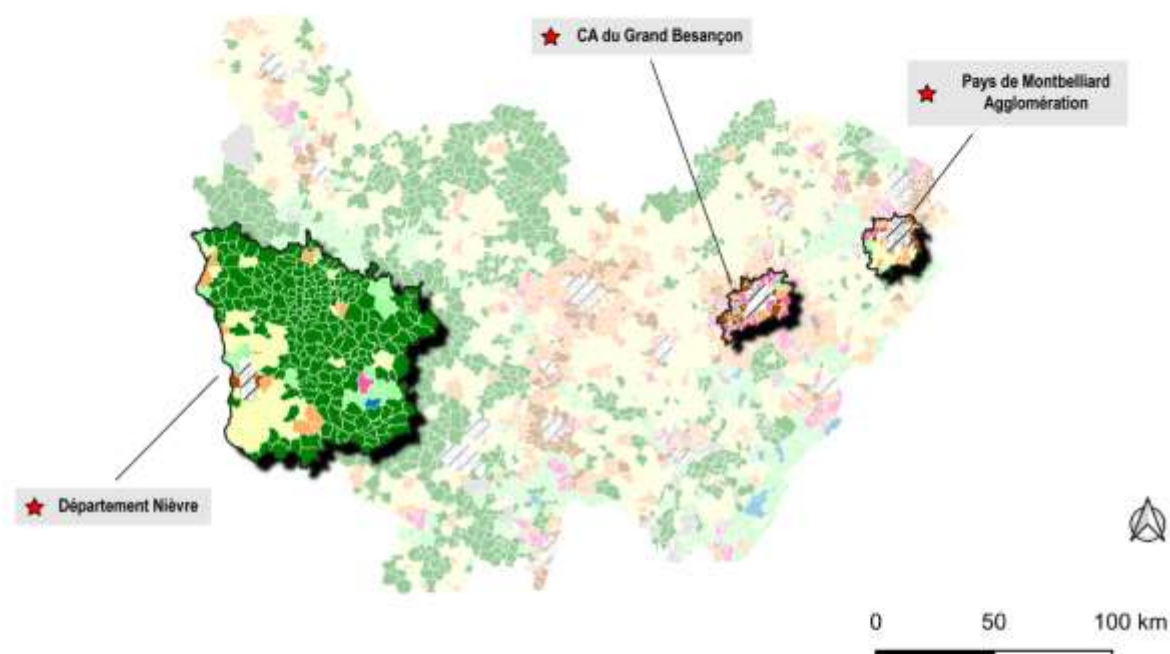 CA du Grand Besançon
Pays de Montbelliard
Agglomération
Département Nièvre
0 50 100 km